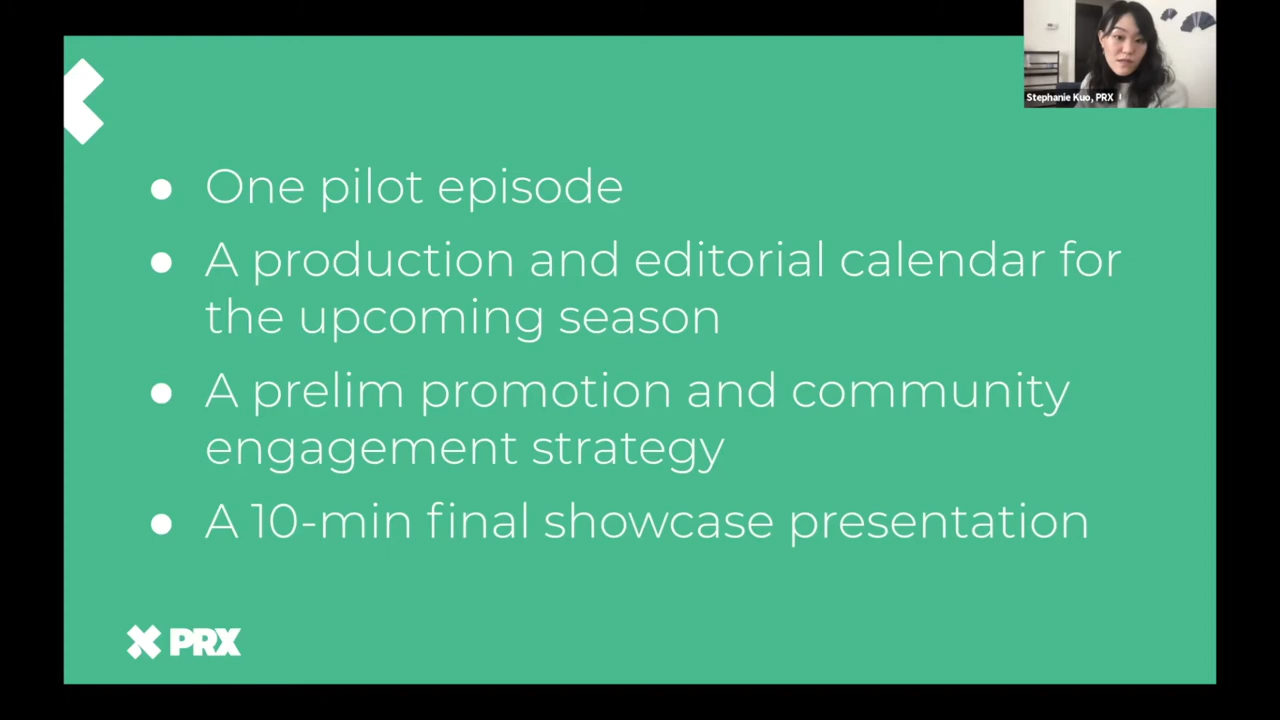 Stephanie Kuo, PRX
● One pilot episode
● A production and editorial calendar for
the upcoming season
● A prelim promotion and community
engagement strategy
● A 10-min final showcase presentation
PRX